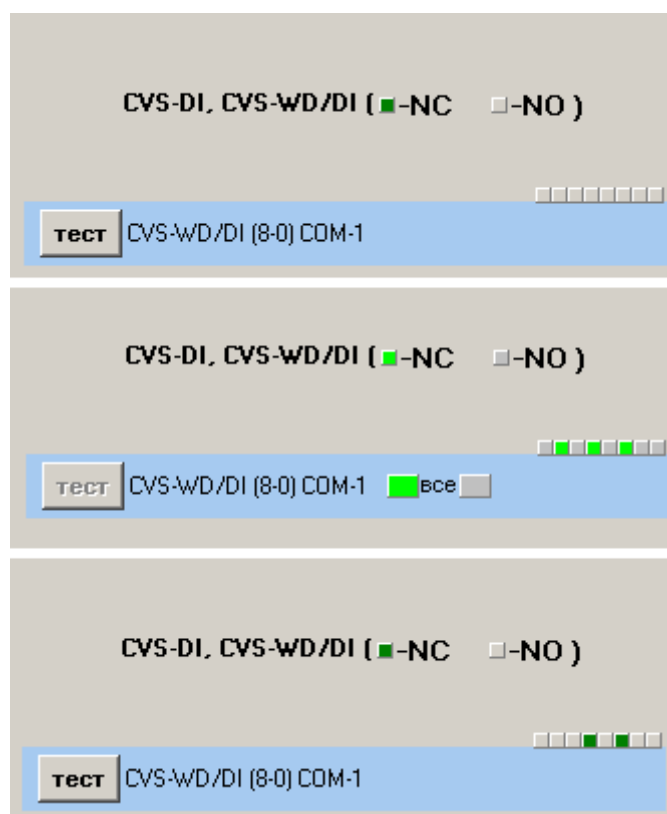 CVS-DI, CVS-WD/DI ( -NC -NO )
тест CVS-WD/DI (8-0) COM-1
CVS-DI, CVS-WD/DI ( -NC -NO )
тест CVS-WD/DI (8-0) COM-1 все
CVS-DI, CVS-WD/DI ( -NC -NO )
тест CVS-WD/DI (8-0) COM-1